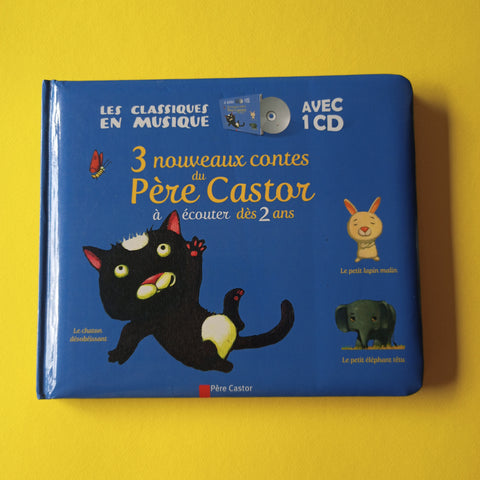 LES CLASSIQUES
EN MUSIQUE
AVEC
1 CD
3 nouveaux contes
du
Père Castor
à écouter dès 2 ans
Le petit lapin malin
Le chaton
désobéissant
Le petit éléphant têtu
Père Castor